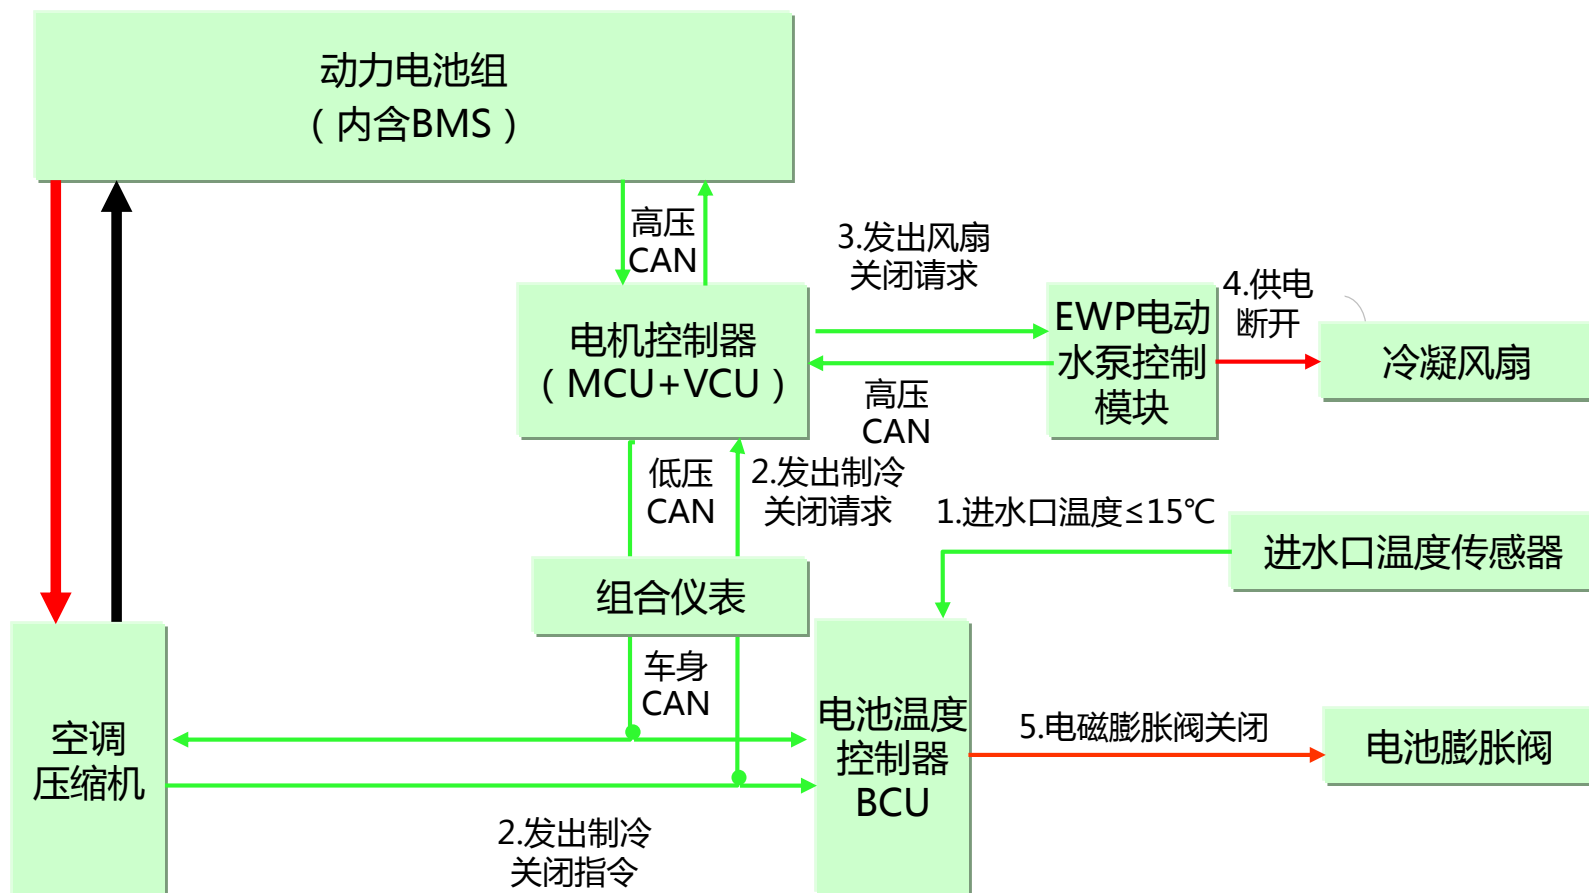 动力电池组
（内含BMS）
高压
CAN
3.发出风扇
关闭请求
4.供电
断开
电机控制器
（MCU+VCU）
EWP电动
水泵控制
模块
冷凝风扇
高压
CAN
低压
CAN
2.发出制冷
关闭请求
1.进水口温度≤15℃
进水口温度传感器
组合仪表
车身
CAN
空调
压缩机
电池温度
控制器
BCU
5.电磁膨胀阀关闭
电池膨胀阀
2.发出制冷
关闭指令